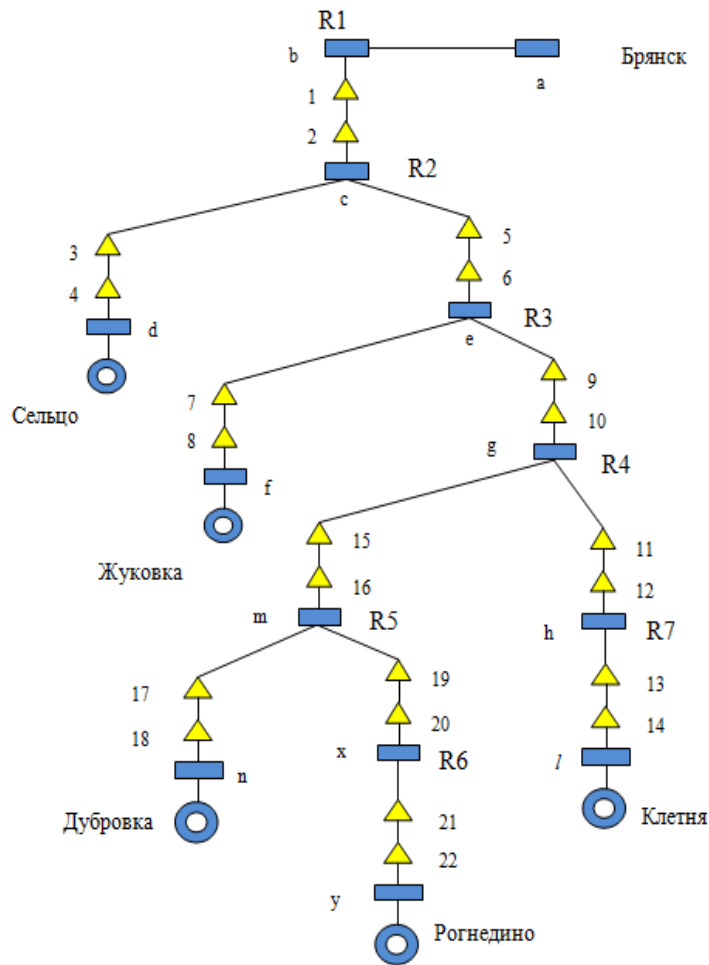 R1
b
Брянск
a
1
2
R2
c
3
5
4
6
d
R3
e
Сельцо
7
9
8
10
g
R4
f
15
11
Жуковка
16
12
m
R5
h
R7
17
19
13
18
20
14
x
R6
n
l
Дубровка
21
Клетня
22
y
Рогнедино